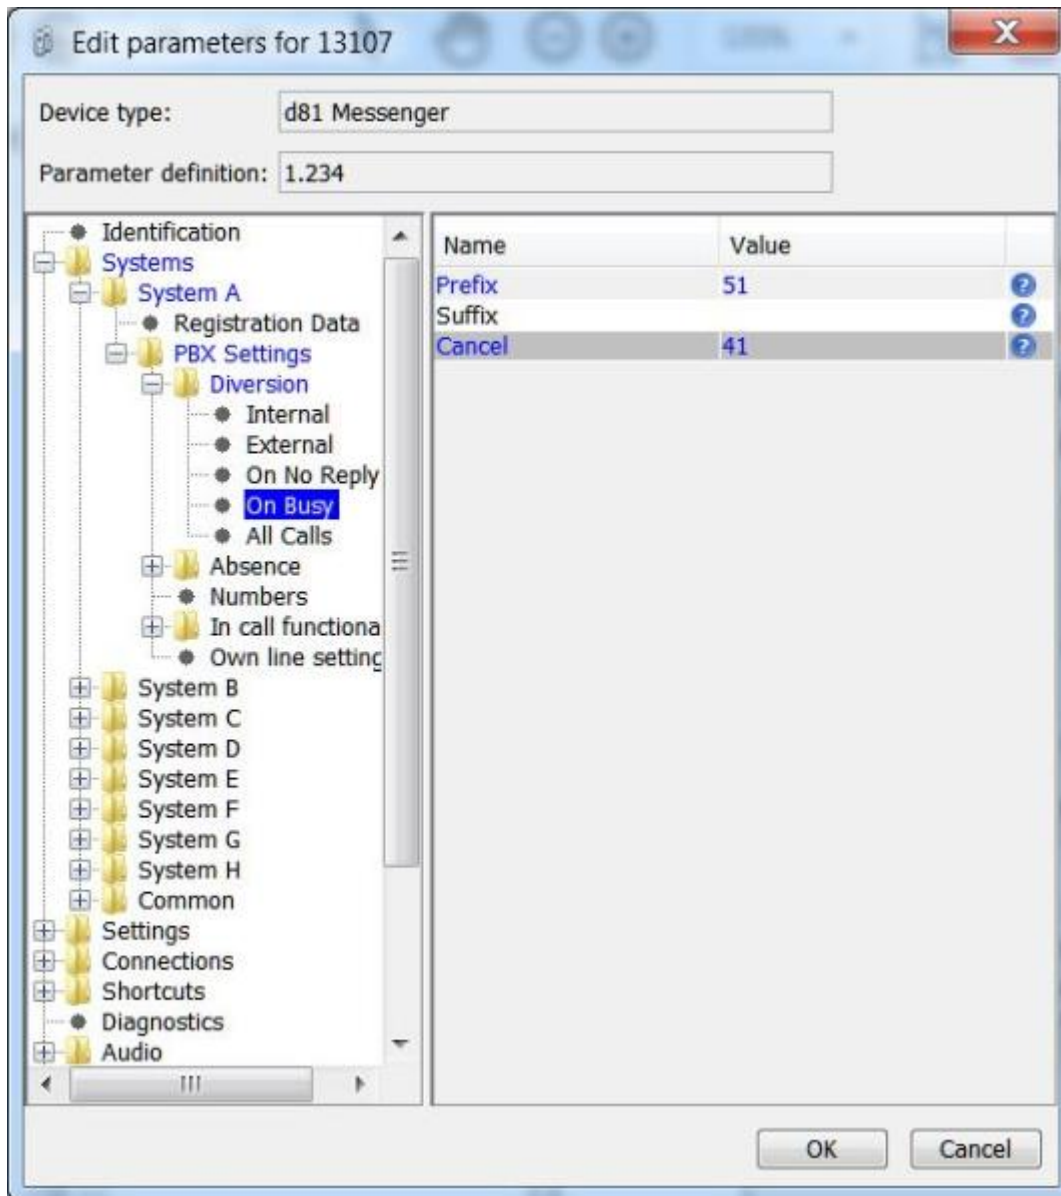 Edit parameters for 13107
Device type: d81 Messenger
Parameter definition: 1.234
Identification
Systems
System A
Registration Data
PBX Settings
Diversion
Internal
External
On No Reply
On Busy
All Calls
Absence
Numbers
In call functiona
Own line setting
System B
System C
System D
System E
System F
System G
System H
Common
Settings
Connections
Shortcuts
Diagnostics
Audio
Name Value
Prefix 51
Suffix
Cancel 41
OK Cancel